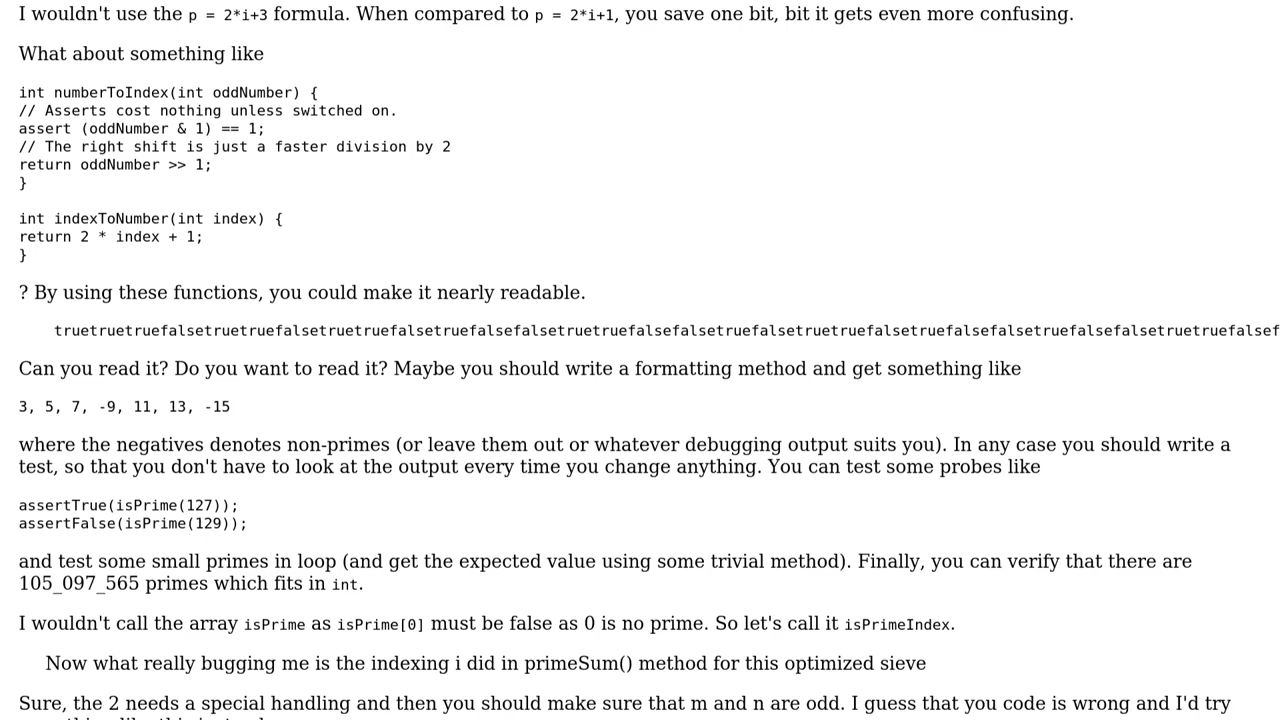 I wouldn't use the p = 2*i+3 formula. When compared to p = 2*i+1, you save one bit, bit it gets even more confusing.
What about something like
int numberToIndex(int oddNumber) {
// Asserts cost nothing unless switched on.
assert (oddNumber & 1) == 1;
// The right shift is just a faster division by 2
return oddNumber >> 1;
}
int indexToNumber(int index) {
return 2 * index + 1;
}
? By using these functions, you could make it nearly readable.
truetruetruefalsetruetruefalsetruetruefalsetruefalsefalsetruetruefalsefalsetruefalsetruetruefalsetruefalsefalsetruefalsefalsetruetruefalsef
Can you read it? Do you want to read it? Maybe you should write a formatting method and get something like
3, 5, 7, -9, 11, 13, -15
where the negatives denotes non-primes (or leave them out or whatever debugging output suits you). In any case you should write a
test, so that you don't have to look at the output every time you change anything. You can test some probes like
assertTrue(isPrime(127));
assertFalse(isPrime(129));
and test some small primes in loop (and get the expected value using some trivial method). Finally, you can verify that there are
105_097_565 primes which fits in int.
I wouldn't call the array isPrime as isPrime[0] must be false as 0 is no prime. So let's call it isPrimeIndex.
Now what really bugging me is the indexing i did in primeSum() method for this optimized sieve
Sure, the 2 needs a special handling and then you should make sure that m and n are odd. I guess that you code is wrong and I'd try